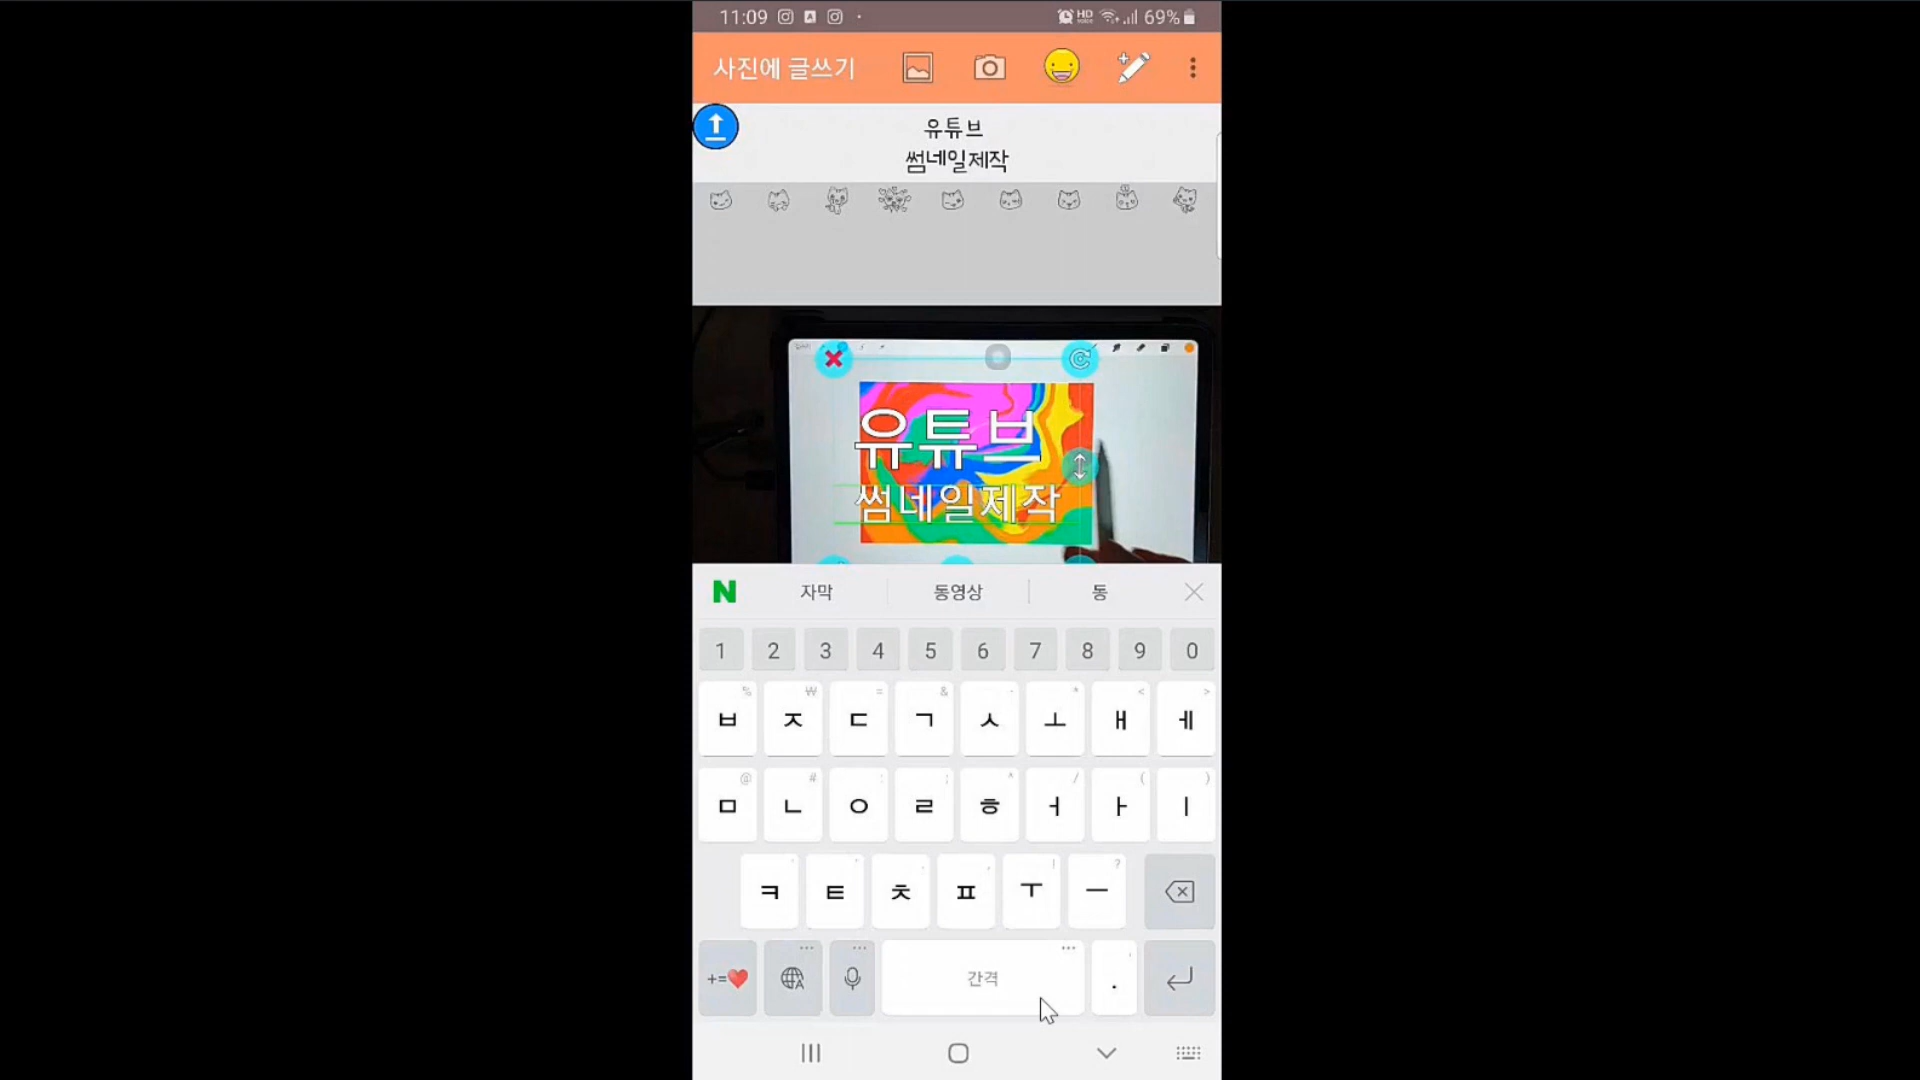 11:09 HD voice 69%
사진에 글쓰기
유튜브
썸네일제작
유튜브
썸네일제작
N 자막 동영상 동
1 2 3 4 5 6 7 8 9 0
% ₩ = & - * < >
ㅂ ㅈ ㄷ ㄱ ㅅ ㅗ ㅐ ㅔ
@ # : ; ^ / ( )
ㅁ ㄴ ㅇ ㄹ ㅎ ㅓ ㅏ ㅣ
! ?
ㅋ ㅌ ㅊ ㅍ ㅜ ㅡ
+=❤ 간격 .